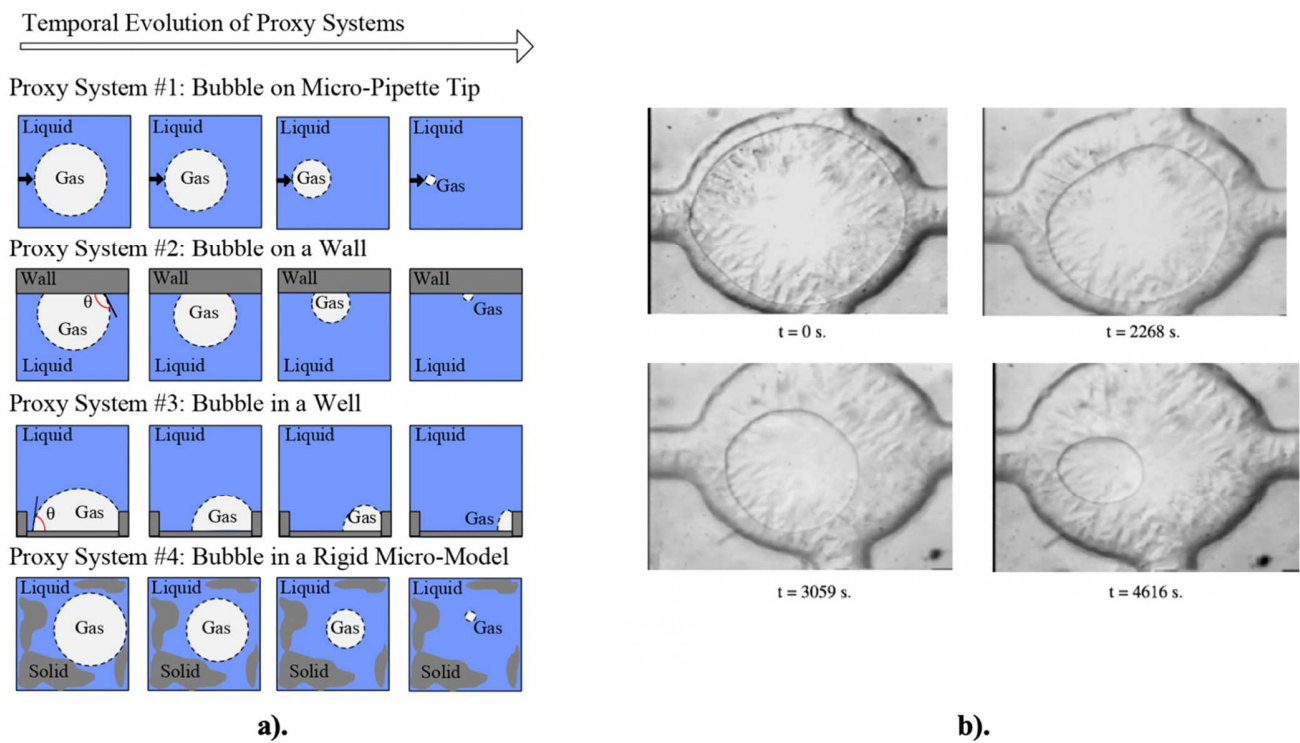 Temporal Evolution of Proxy Systems
Proxy System #1: Bubble on Micro-Pipette Tip
Liquid Liquid Liquid Liquid
Gas Gas Gas Gas
Proxy System #2: Bubble on a Wall
Wall Wall Wall Wall
θ
Gas Gas Gas Gas
Liquid Liquid Liquid Liquid
Proxy System #3: Bubble in a Well
Liquid Liquid Liquid Liquid
θ Gas Gas Gas Gas
Proxy System #4: Bubble in a Rigid Micro-Model
Liquid Liquid Liquid Liquid
Gas Gas Gas Gas
Solid Solid Solid Solid
a).
t = 0 s.
t = 2268 s.
t = 3059 s.
t = 4616 s.
b).